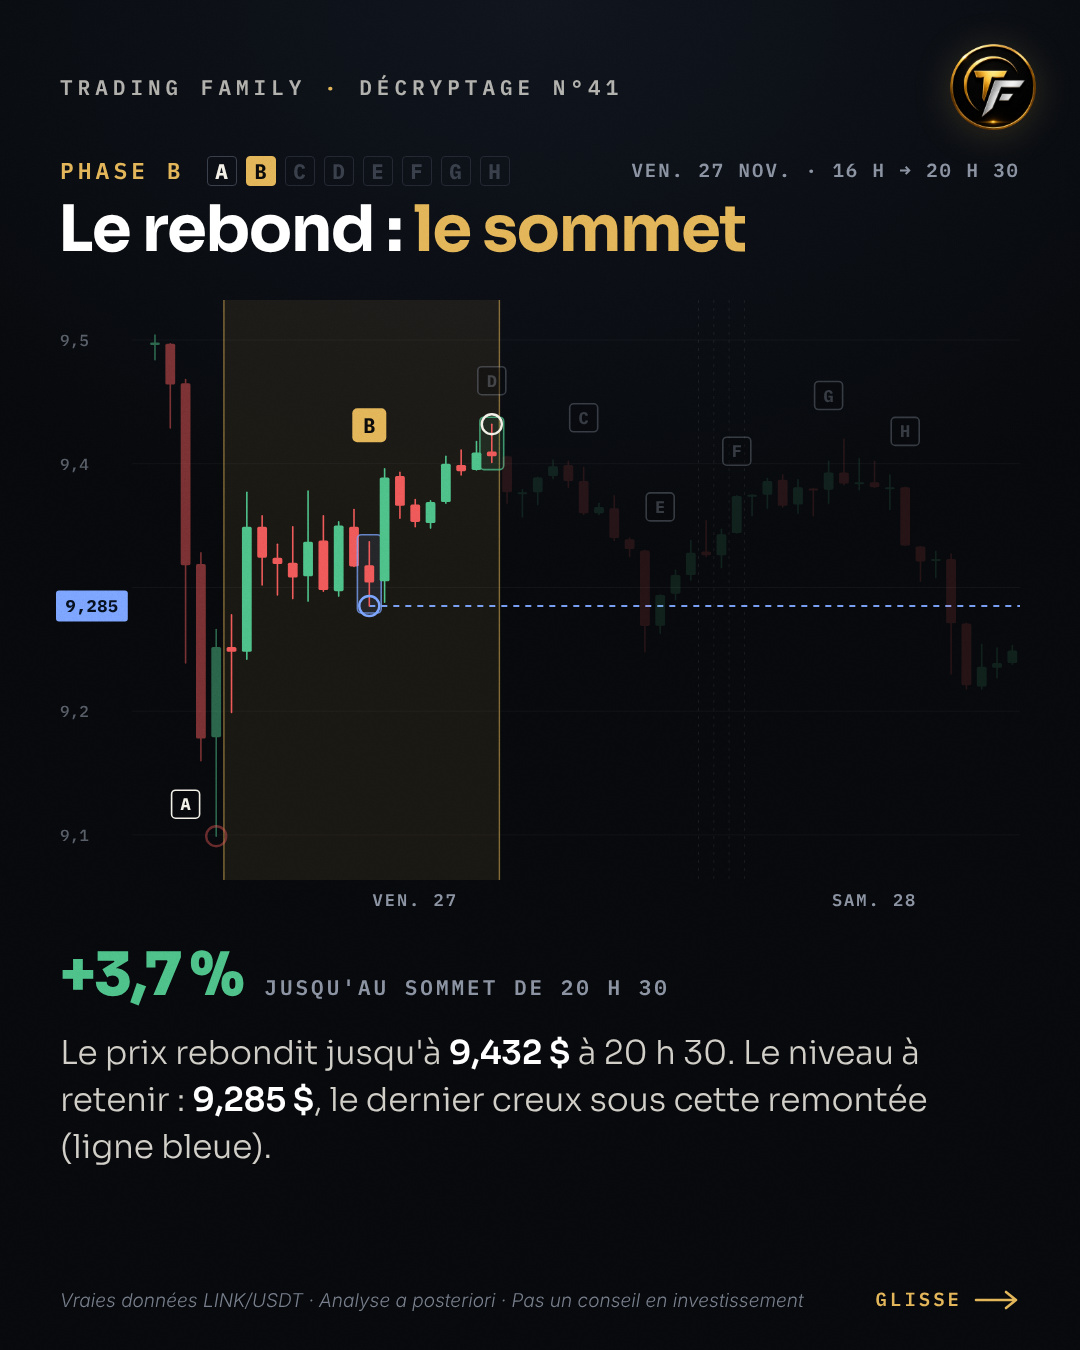 TRADING FAMILY · DÉCRYPTAGE N°41
TF
PHASE B A B C D E F G H
VEN. 27 NOV. · 16 H → 20 H 30
Le rebond : le sommet
9,5
D
G
C
B
H
F
9,4
E
9,285
9,2
A
9,1
VEN. 27
SAM. 28
+3,7 % JUSQU'AU SOMMET DE 20 H 30
Le prix rebondit jusqu'à 9,432 $ à 20 h 30. Le niveau à
retenir : 9,285 $, le dernier creux sous cette remontée
(ligne bleue).
Vraies données LINK/USDT · Analyse a posteriori · Pas un conseil en investissement
GLISSE →